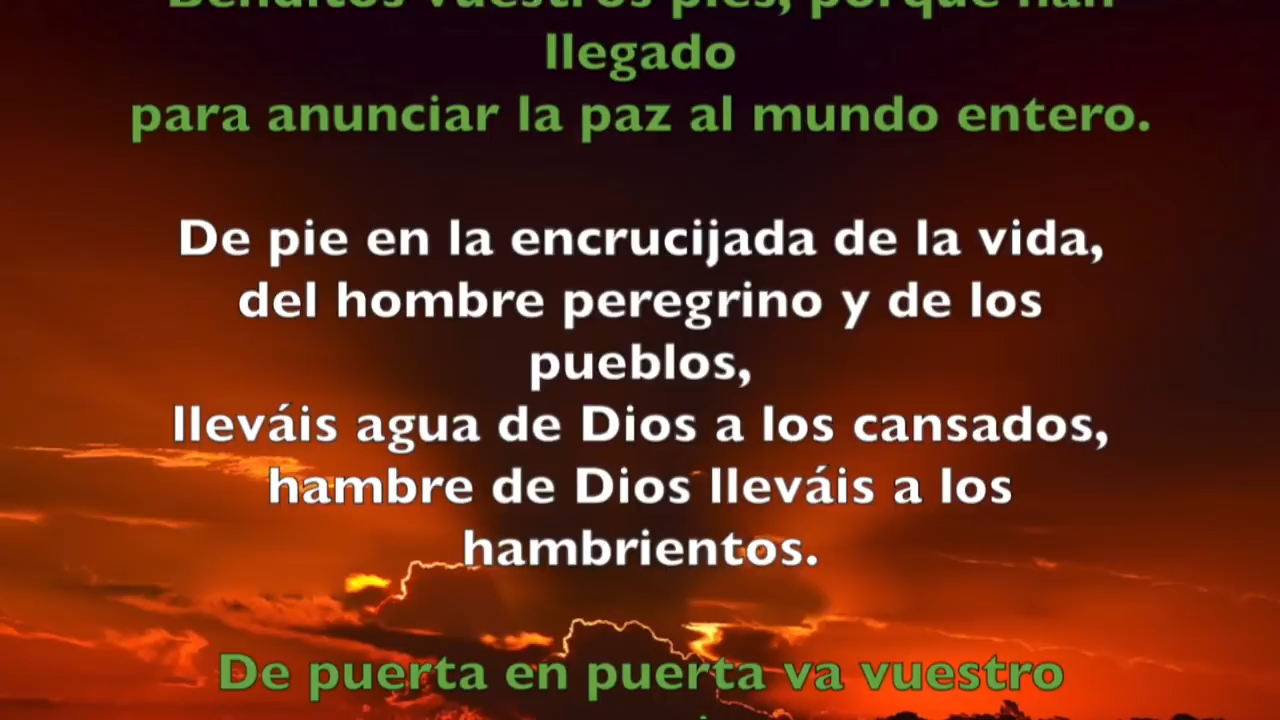 Benditos vuestros pies, porque han
llegado
para anunciar la paz al mundo entero.
De pie en la encrucijada de la vida,
del hombre peregrino y de los
pueblos,
lleváis agua de Dios a los cansados,
hambre de Dios lleváis a los
hambrientos.
De puerta en puerta va vuestro